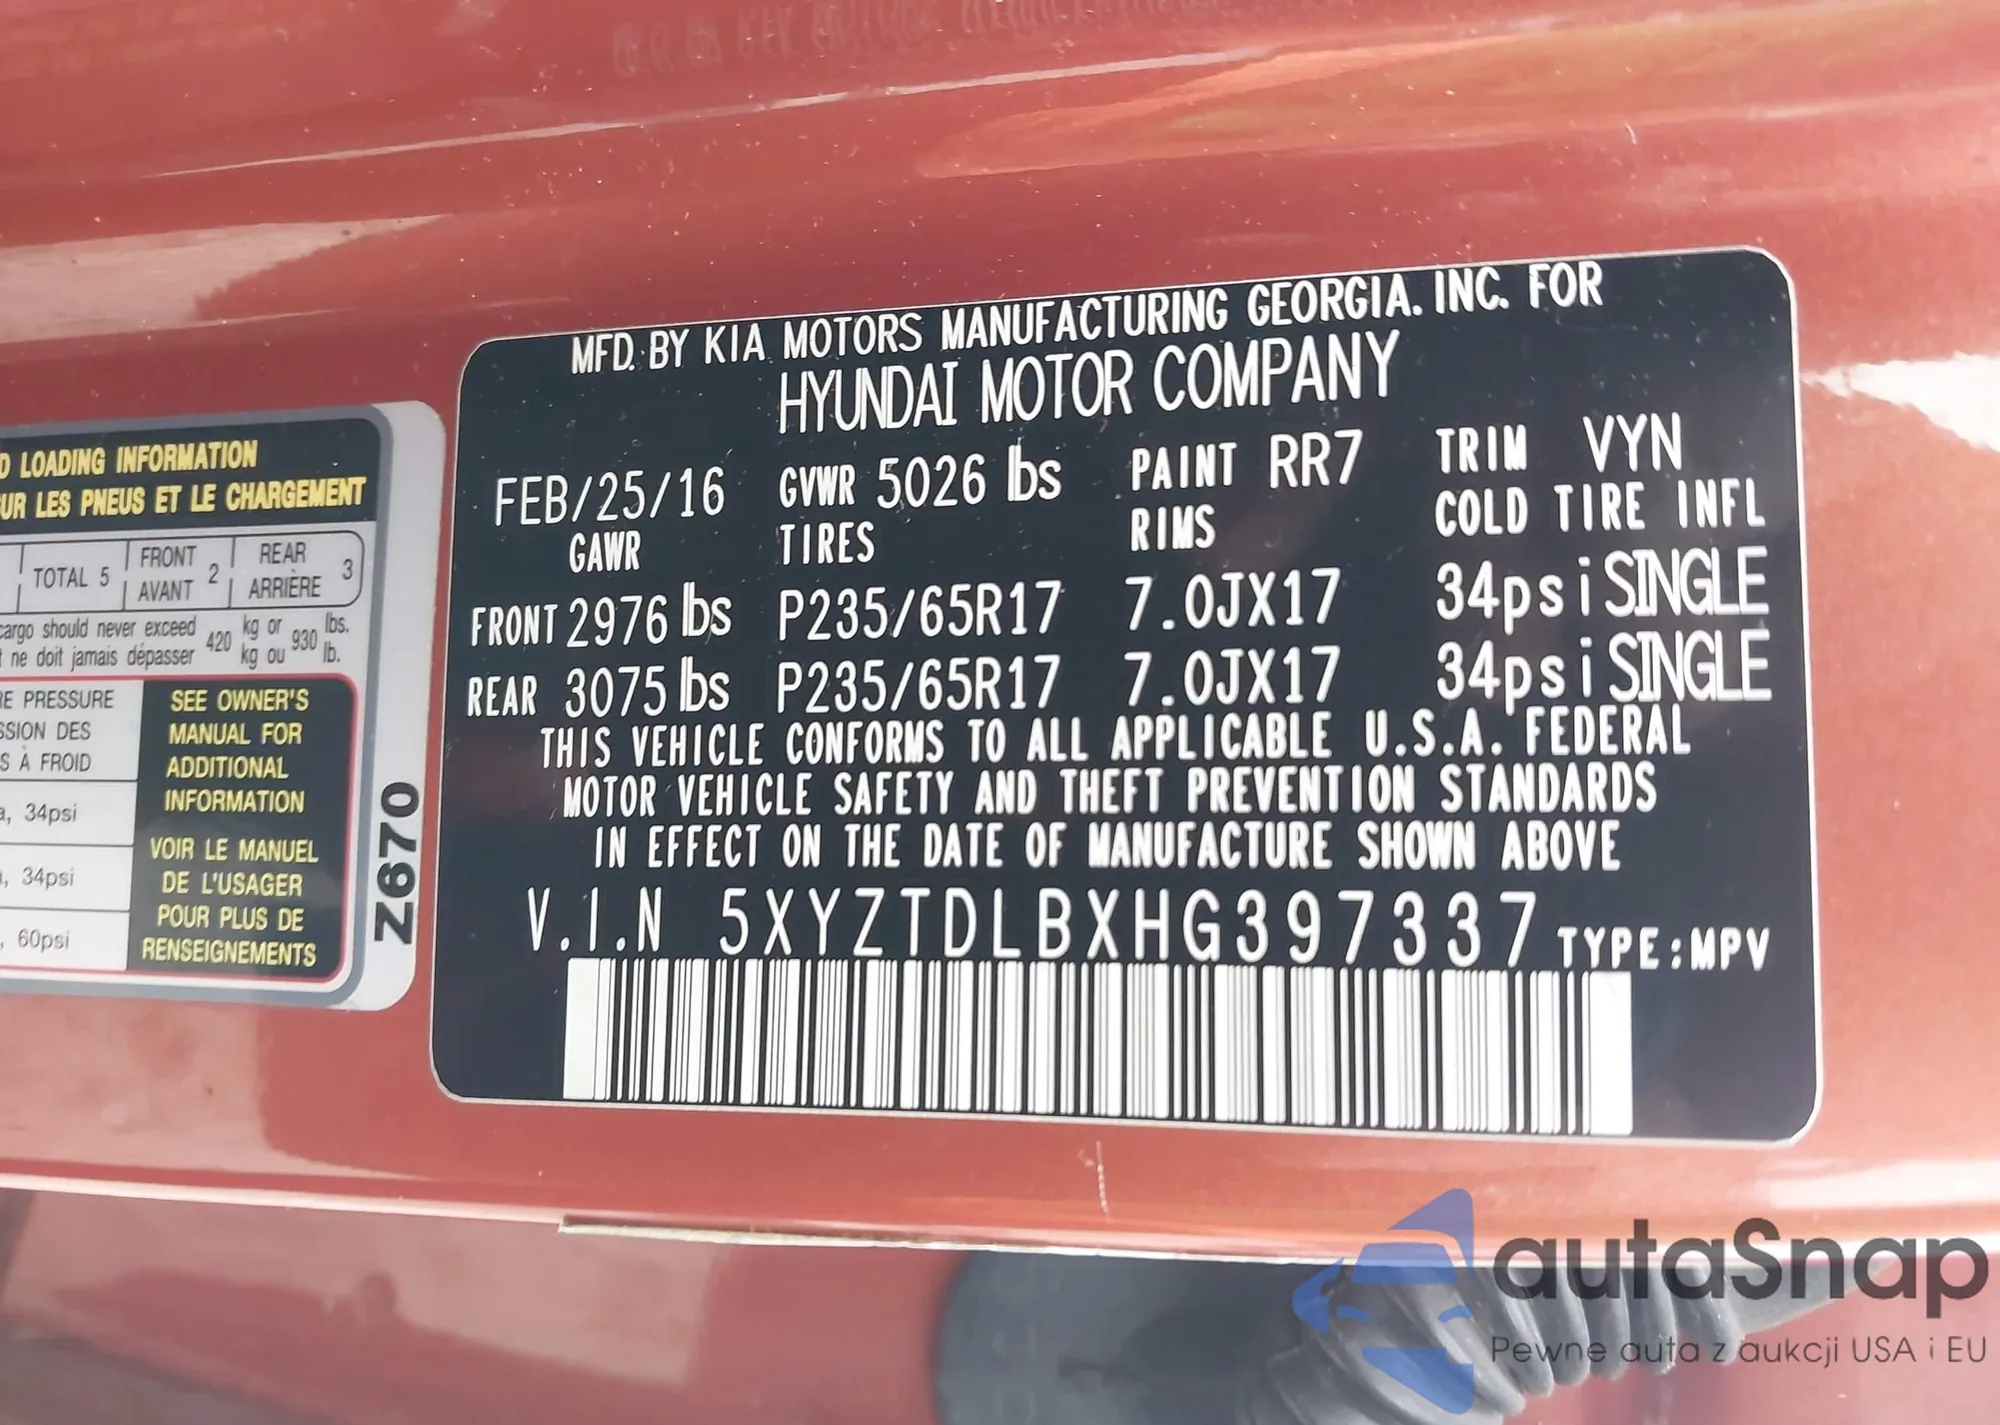 D LOADING INFORMATION
UR LES PNEUS ET LE CHARGEMENT
TOTAL 5
FRONT
AVANT
2
REAR
ARRIÈRE
3
cargo should never exceed 420 kg or 930 lbs.
t ne doit jamais dépasser kg ou lb.
E PRESSURE
SSION DES
S À FROID
a, 34psi
, 34psi
, 60psi
SEE OWNER'S
MANUAL FOR
ADDITIONAL
INFORMATION
VOIR LE MANUEL
DE L'USAGER
POUR PLUS DE
RENSEIGNEMENTS
Z670
MFD. BY KIA MOTORS MANUFACTURING GEORGIA. INC. FOR
HYUNDAI MOTOR COMPANY
FEB/25/16 GVWR 5026 lbs PAINT RR7 TRIM VYN
GAWR TIRES RIMS COLD TIRE INFL
FRONT 2976 lbs P235/65R17 7.0JX17 34psi SINGLE
REAR 3075 lbs P235/65R17 7.0JX17 34psi SINGLE
THIS VEHICLE CONFORMS TO ALL APPLICABLE U.S.A. FEDERAL
MOTOR VEHICLE SAFETY AND THEFT PREVENTION STANDARDS
IN EFFECT ON THE DATE OF MANUFACTURE SHOWN ABOVE
V.I.N 5XYZTDLBXHG397337 TYPE:MPV
autaSnap
Pewne auta z aukcji USA i EU